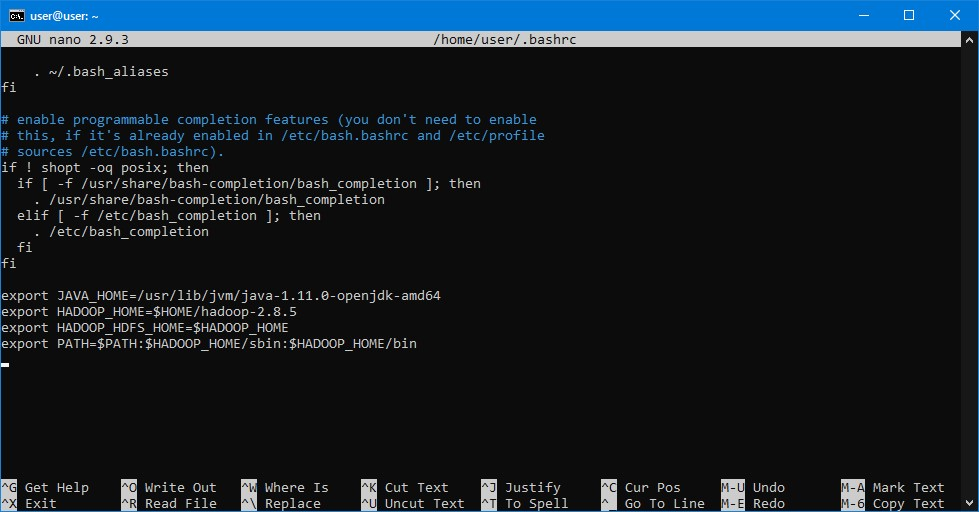 user@user: ~
GNU nano 2.9.3 /home/user/.bashrc
. ~/.bash_aliases
fi
# enable programmable completion features (you don't need to enable
# this, if it's already enabled in /etc/bash.bashrc and /etc/profile
# sources /etc/bash.bashrc).
if ! shopt -oq posix; then
if [ -f /usr/share/bash-completion/bash_completion ]; then
. /usr/share/bash-completion/bash_completion
elif [ -f /etc/bash_completion ]; then
. /etc/bash_completion
fi
fi
export JAVA_HOME=/usr/lib/jvm/java-1.11.0-openjdk-amd64
export HADOOP_HOME=$HOME/hadoop-2.8.5
export HADOOP_HDFS_HOME=$HADOOP_HOME
export PATH=$PATH:$HADOOP_HOME/sbin:$HADOOP_HOME/bin
^G Get Help ^O Write Out ^W Where Is ^K Cut Text ^J Justify ^C Cur Pos M-U Undo M-A Mark Text
^X Exit ^R Read File ^\ Replace ^U Uncut Text ^T To Spell ^_ Go To Line M-E Redo M-6 Copy Text